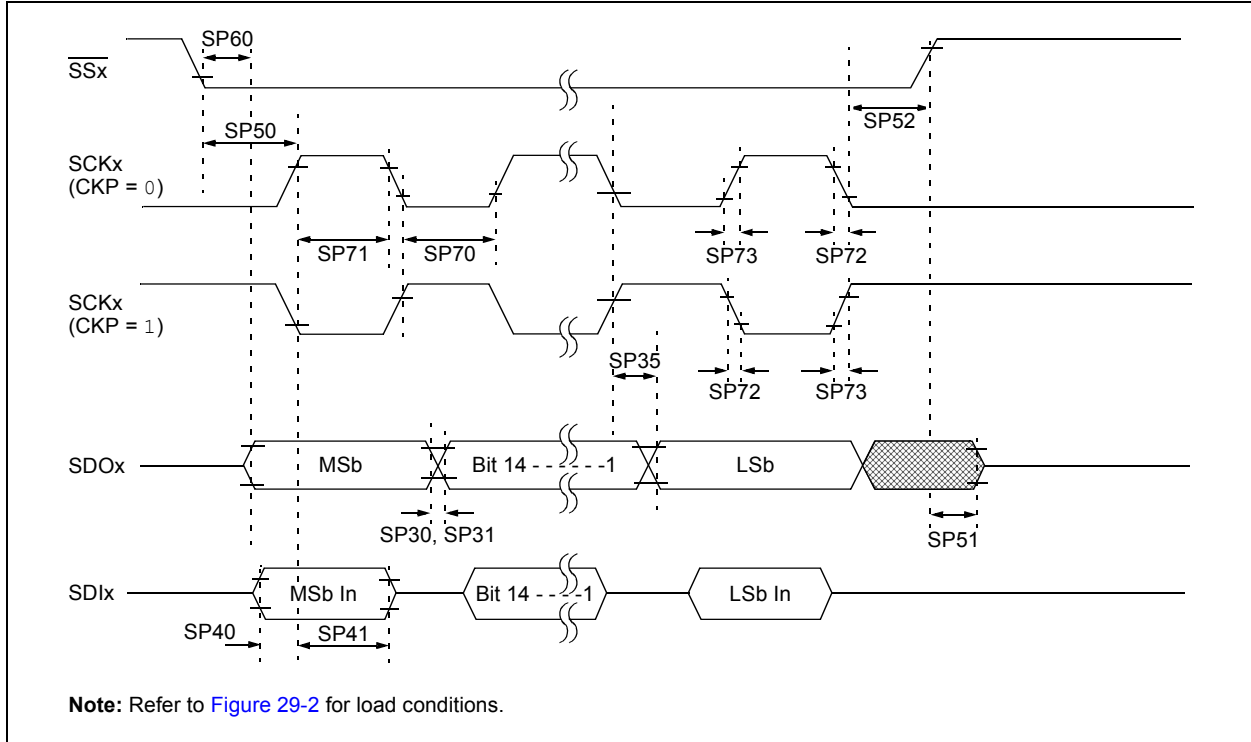 SP60
SSx
SP50
SP52
SCKx
(CKP = 0)
SP71
SP70
SP73
SP72
SCKx
(CKP = 1)
SP35
SP72
SP73
SDOx
MSb
Bit 14 - - - - - -1
LSb
SP30, SP31
SP51
SDIx
MSb In
Bit 14 - - - -1
LSb In
SP40
SP41
Note: Refer to Figure 29-2 for load conditions.